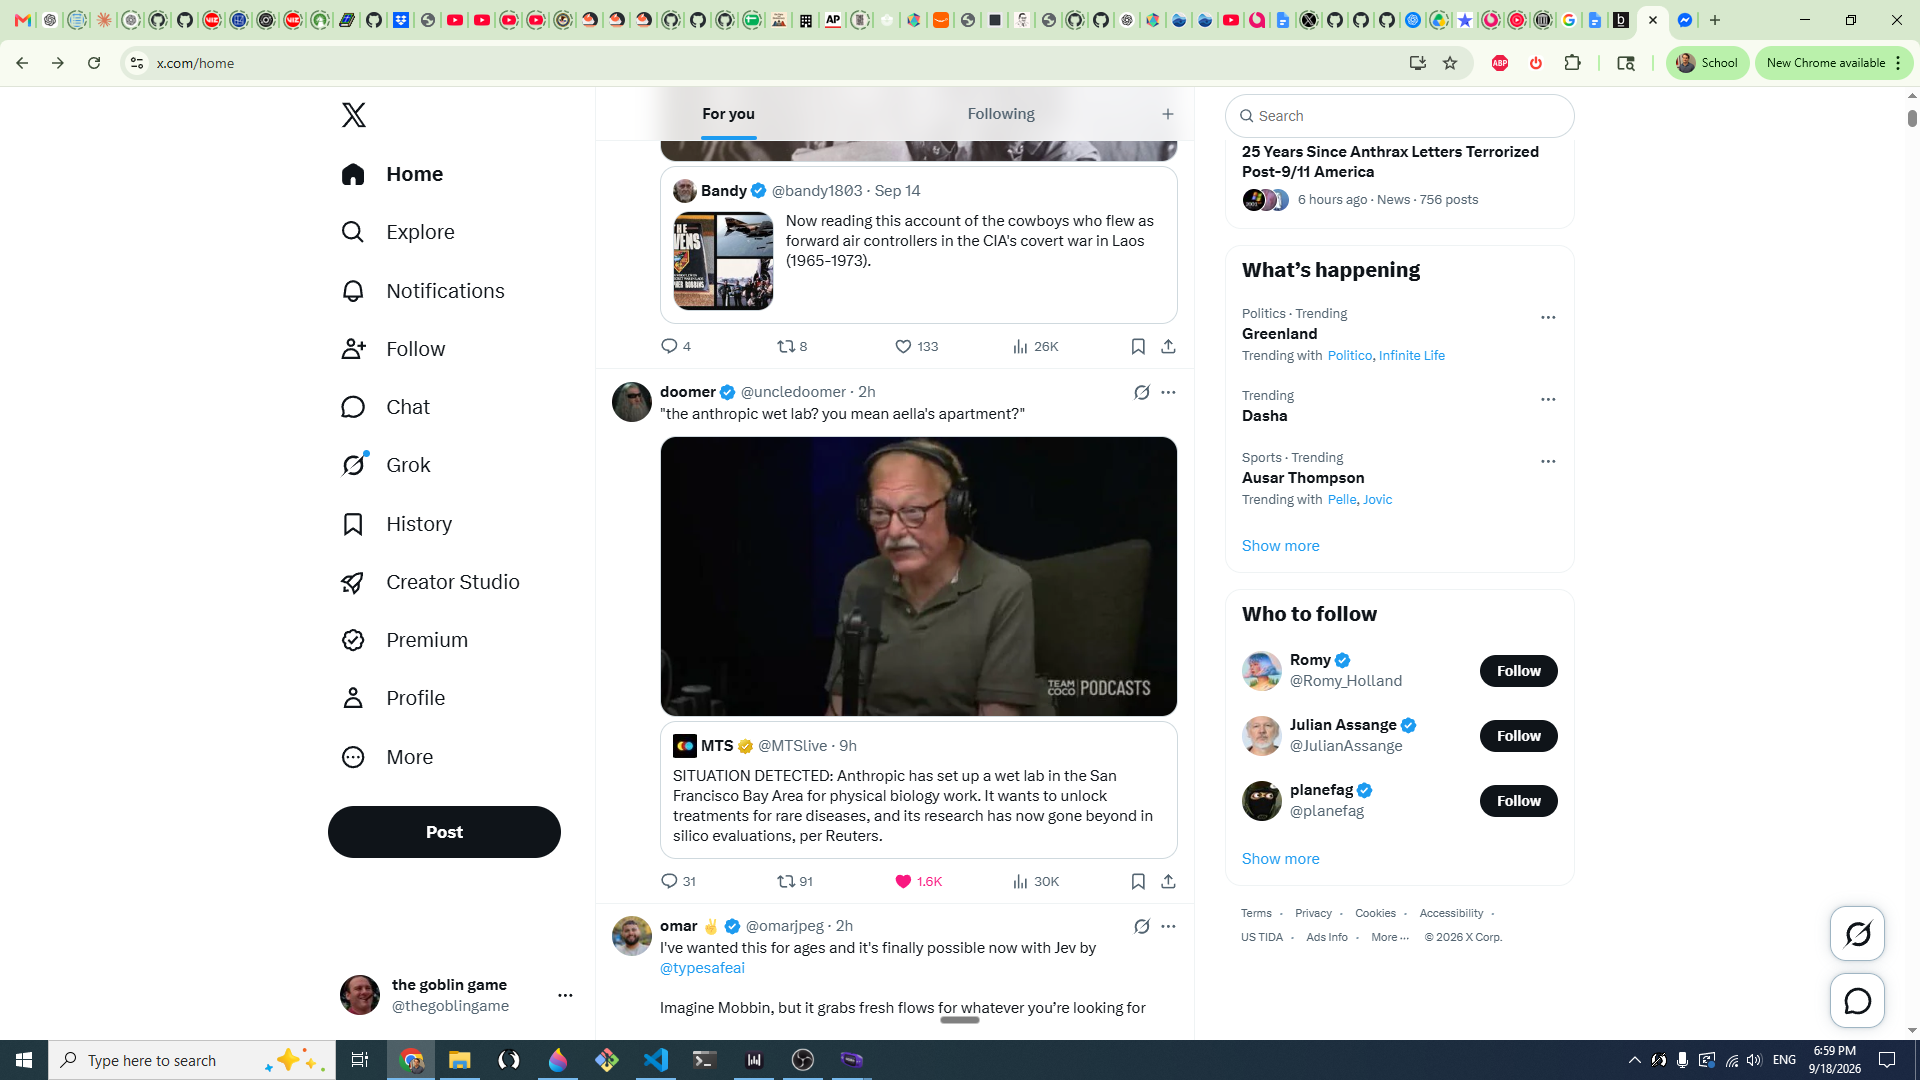 School
New Chrome available
x.com/home
Home
Explore
Notifications
Follow
Chat
Grok
History
Creator Studio
Premium
Profile
More
Post
the goblin game
@thegoblingame
For you
Following
Bandy @bandy1803 · Sep 14
Now reading this account of the cowboys who flew as
forward air controllers in the CIA's covert war in Laos
(1965-1973).
4
8
133
26K
doomer @uncledoomer · 2h
"the anthropic wet lab? you mean aella's apartment?"
TEAM
COCO PODCASTS
MTS @MTSlive · 9h
SITUATION DETECTED: Anthropic has set up a wet lab in the San
Francisco Bay Area for physical biology work. It wants to unlock
treatments for rare diseases, and its research has now gone beyond in
silico evaluations, per Reuters.
31
91
1.6K
30K
omar ✌ @omarjpeg · 2h
I've wanted this for ages and it's finally possible now with Jev by
@typesafeai
Imagine Mobbin, but it grabs fresh flows for whatever you're looking for
Search
25 Years Since Anthrax Letters Terrorized
Post-9/11 America
6 hours ago · News · 756 posts
What's happening
Politics · Trending
Greenland
Trending with Politico, Infinite Life
Trending
Dasha
Sports · Trending
Ausar Thompson
Trending with Pelle, Jovic
Show more
Who to follow
Romy
@Romy_Holland
Follow
Julian Assange
@JulianAssange
Follow
planefag
@planefag
Follow
Show more
Terms · Privacy · Cookies · Accessibility ·
US TIDA · Ads Info · More ··· © 2026 X Corp.
Type here to search
ENG
6:59 PM
9/18/2026